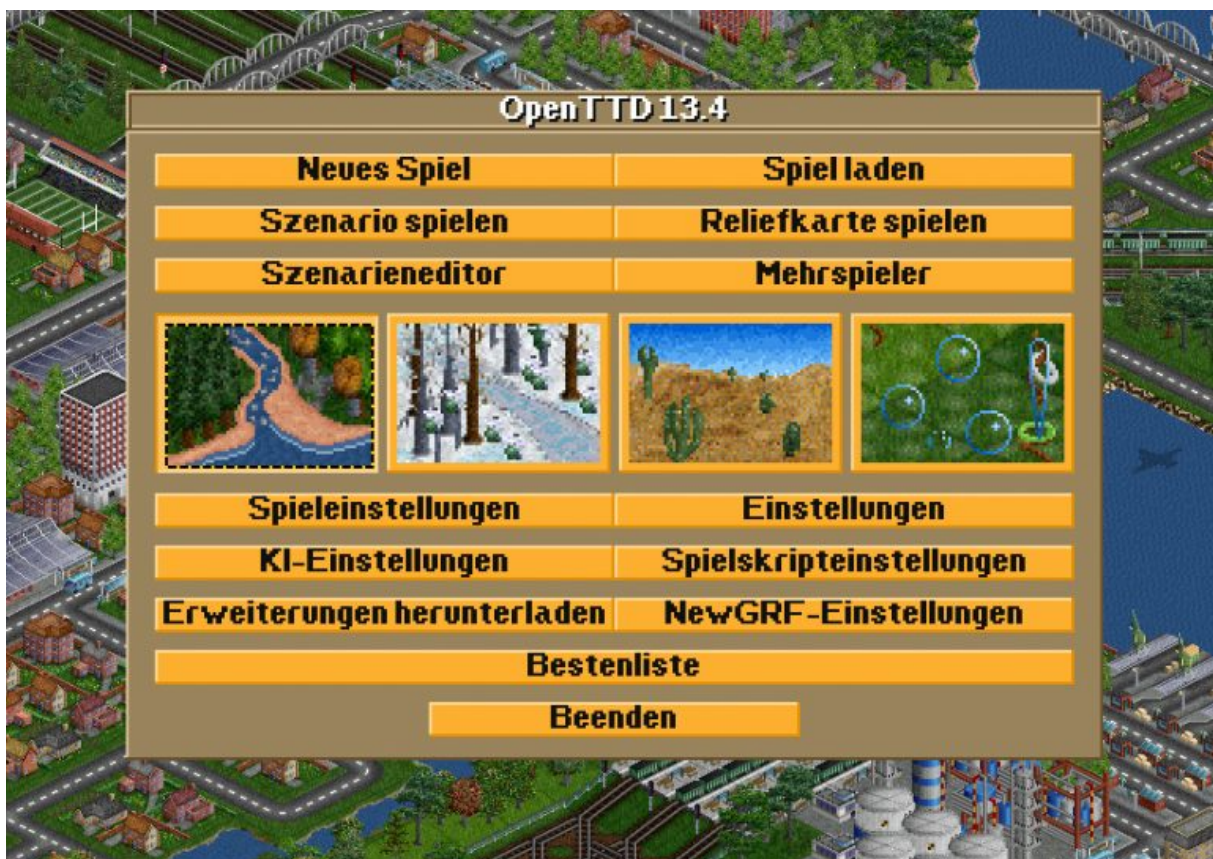 OpenTTD 13.4
Neues Spiel
Spiel laden
Szenario spielen
Reliefkarte spielen
Szenarieneditor
Mehrspieler
Spieleinstellungen
Einstellungen
KI-Einstellungen
Spielskripteinstellungen
Erweiterungen herunterladen
NewGRF-Einstellungen
Bestenliste
Beenden